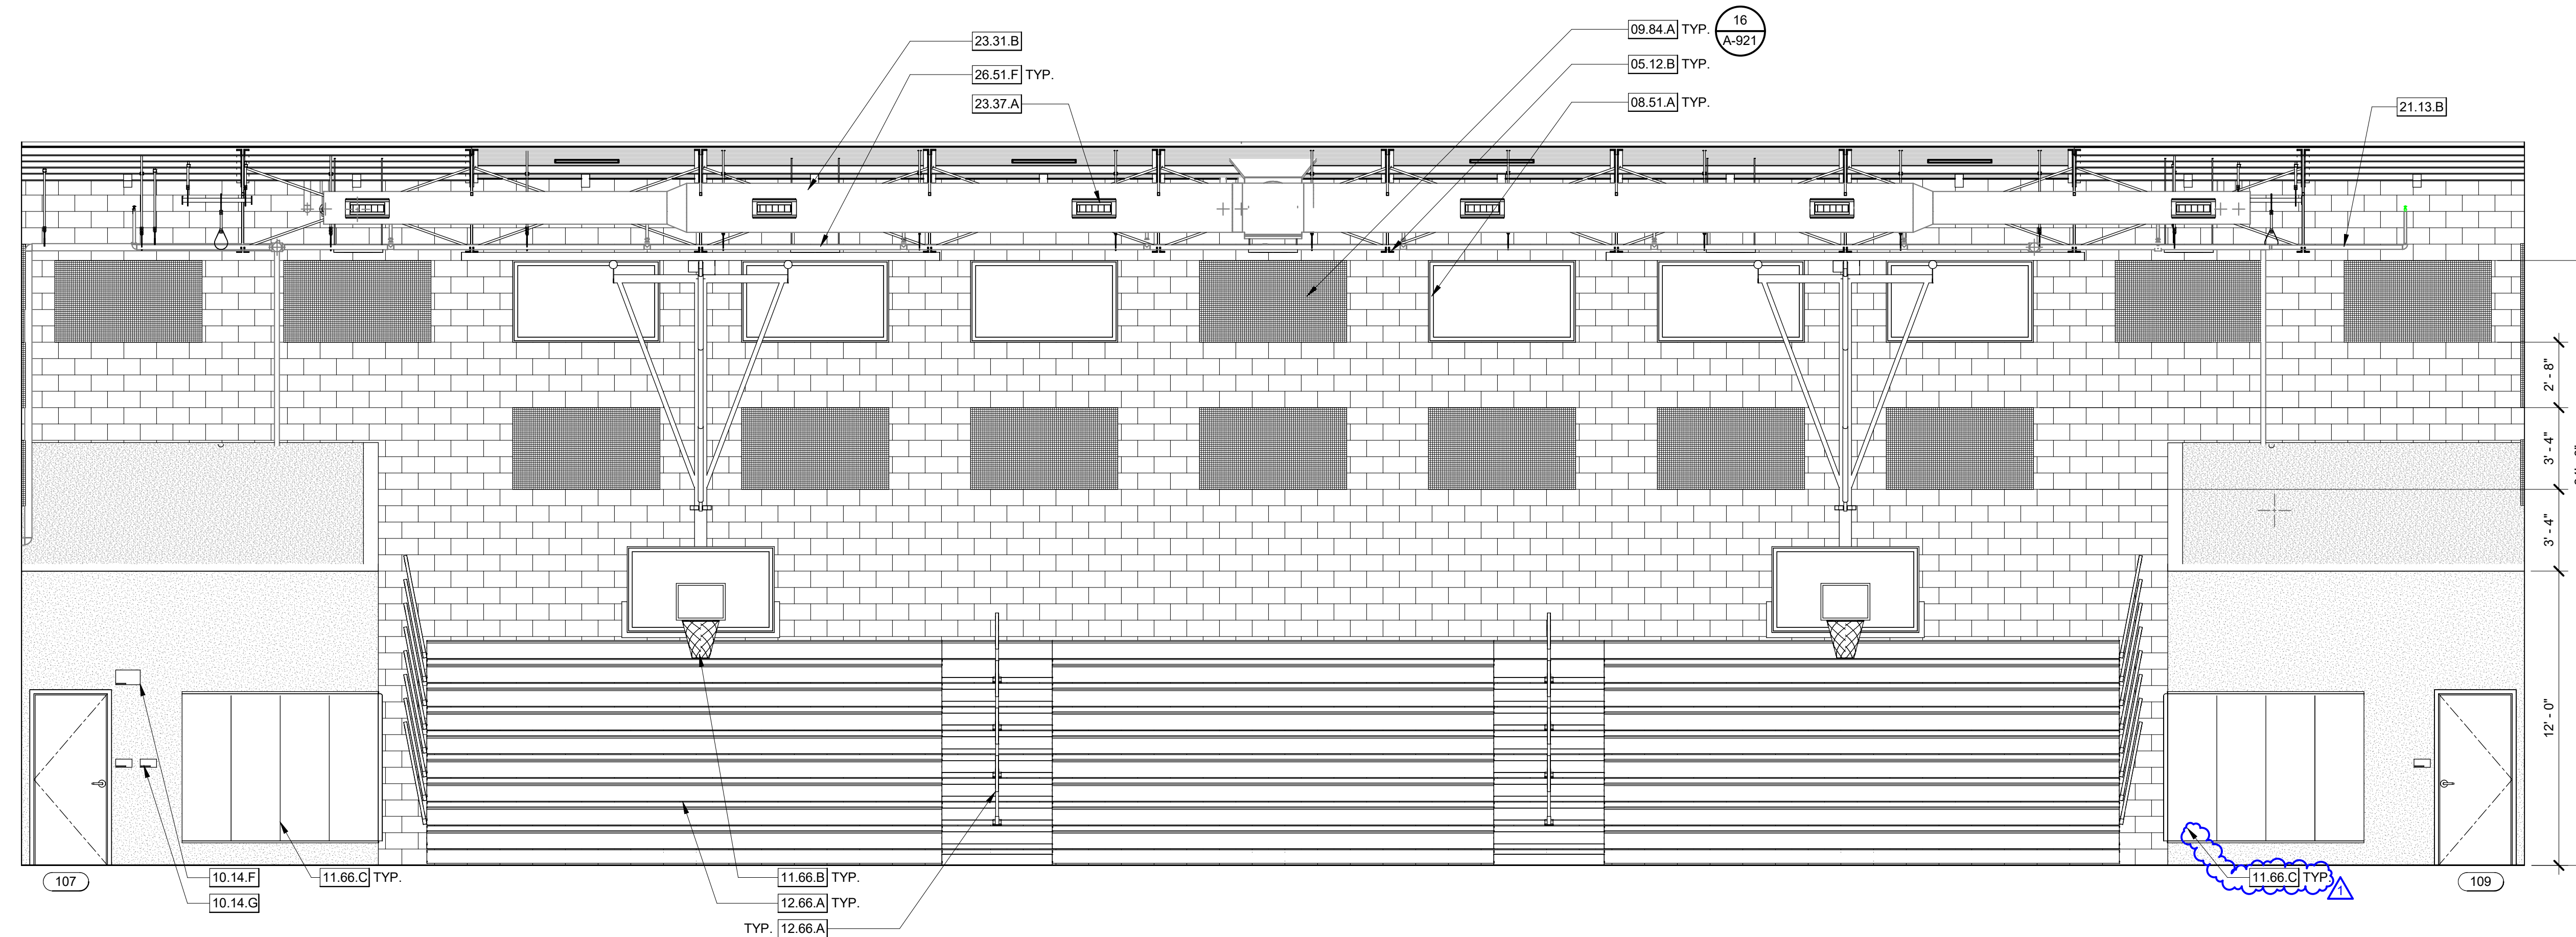 16
09.84.A TYP.
A-921
23.31.B
05.12.B TYP.
26.51.F TYP.
23.37.A
08.51.A TYP.
21.13.B
2' - 8"
3' - 4"
3' - 4"
12' - 0"
107
10.14.F
11.66.C TYP.
11.66.B TYP.
11.66.C TYP.
1
109
10.14.G
12.66.A TYP.
TYP. 12.66.A